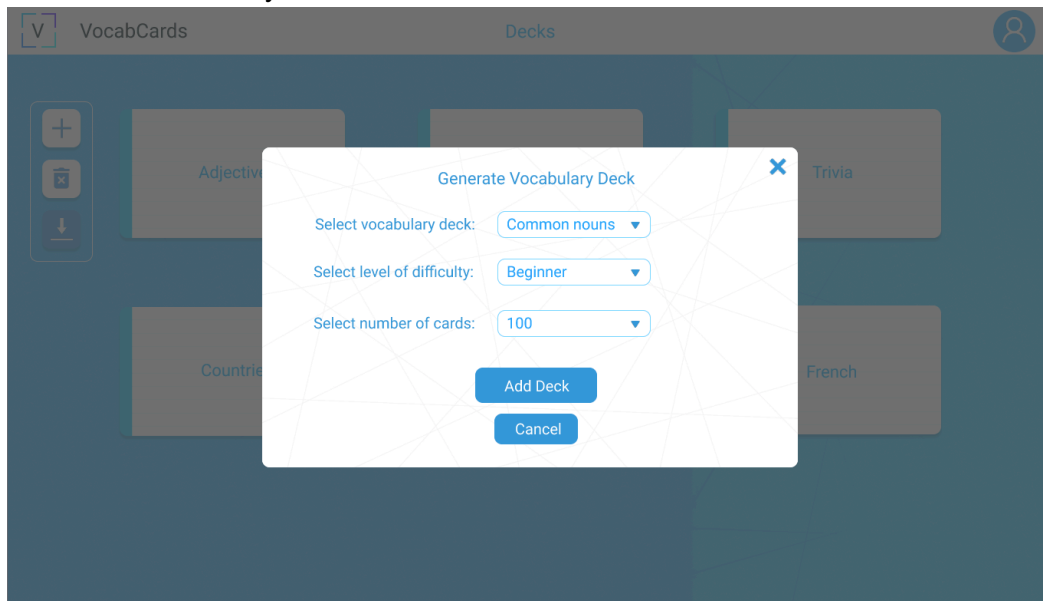 V VocabCards Decks
Generate Vocabulary Deck
Adjective Trivia
Select vocabulary deck: Common nouns
Select level of difficulty: Beginner
Select number of cards: 100
Countrie French
Add Deck
Cancel